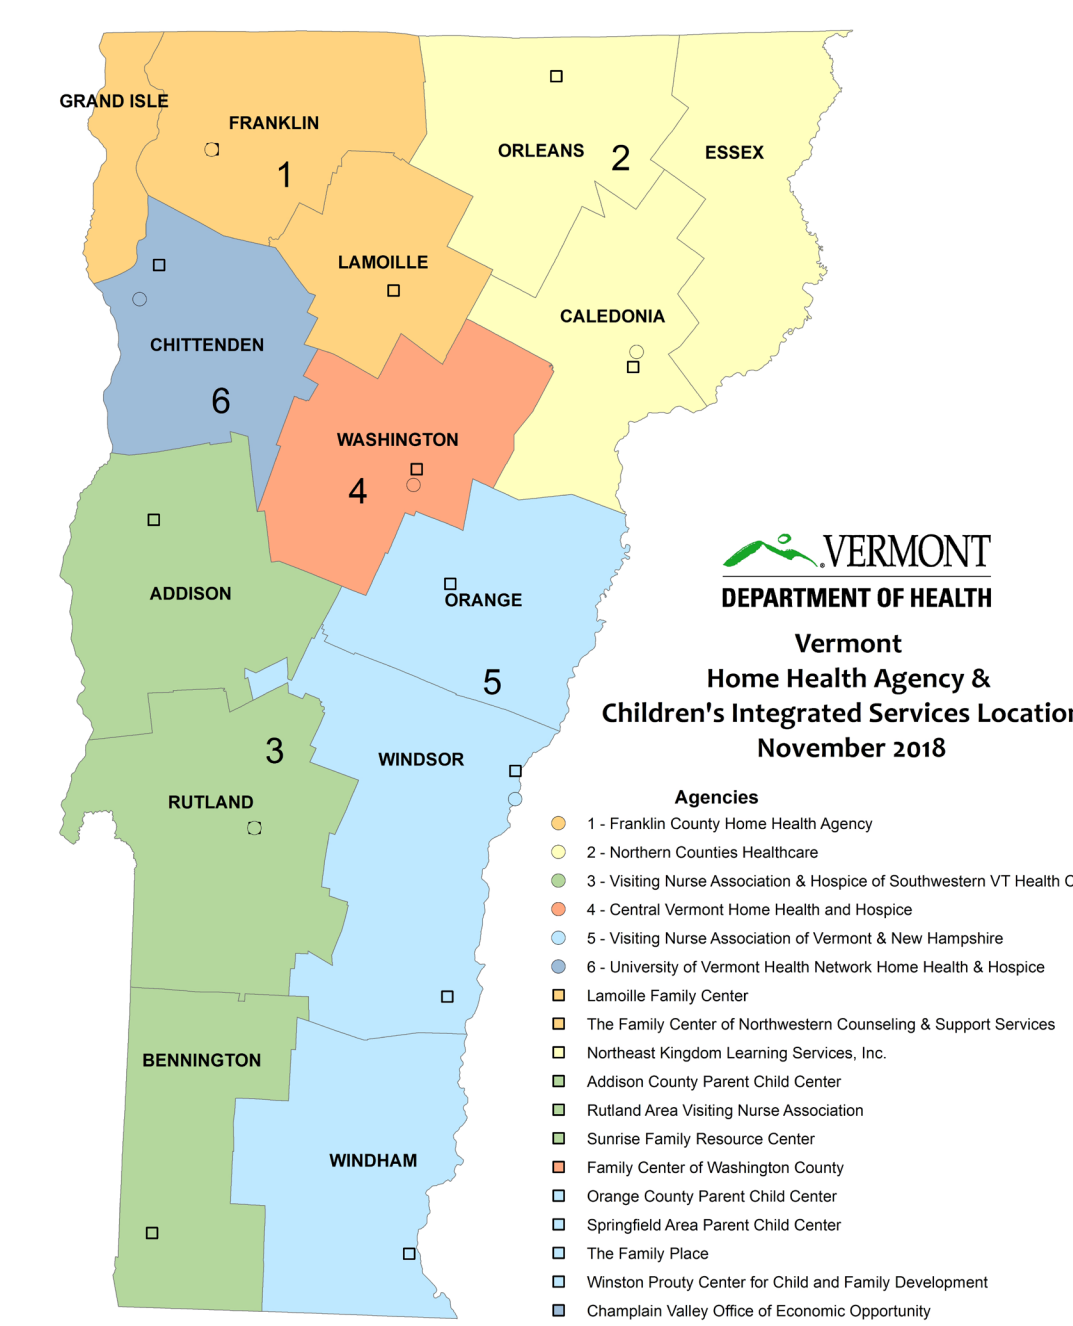 GRAND ISLE
FRANKLIN
1
ORLEANS
2
ESSEX
LAMOILLE
CALEDONIA
CHITTENDEN
6
WASHINGTON
4
ADDISON
ORANGE
5
3
WINDSOR
RUTLAND
BENNINGTON
WINDHAM
VERMONT
DEPARTMENT OF HEALTH
Vermont
Home Health Agency &
Children's Integrated Services Location
November 2018
Agencies
1 - Franklin County Home Health Agency
2 - Northern Counties Healthcare
3 - Visiting Nurse Association & Hospice of Southwestern VT Health C
4 - Central Vermont Home Health and Hospice
5 - Visiting Nurse Association of Vermont & New Hampshire
6 - University of Vermont Health Network Home Health & Hospice
Lamoille Family Center
The Family Center of Northwestern Counseling & Support Services
Northeast Kingdom Learning Services, Inc.
Addison County Parent Child Center
Rutland Area Visiting Nurse Association
Sunrise Family Resource Center
Family Center of Washington County
Orange County Parent Child Center
Springfield Area Parent Child Center
The Family Place
Winston Prouty Center for Child and Family Development
Champlain Valley Office of Economic Opportunity